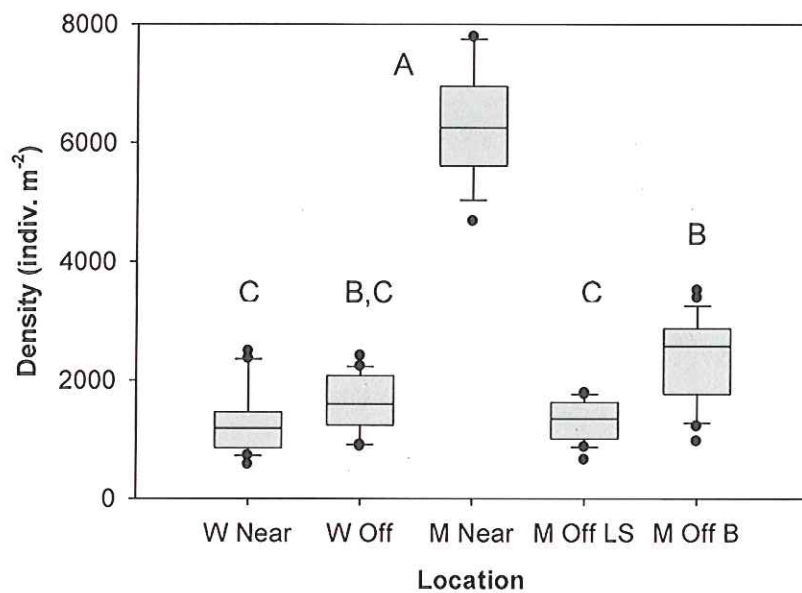 8000
A
6000
B
4000
C
B,C
C
2000
0
Density (indiv. m⁻²)
W Near
W Off
M Near
M Off LS
M Off B
Location